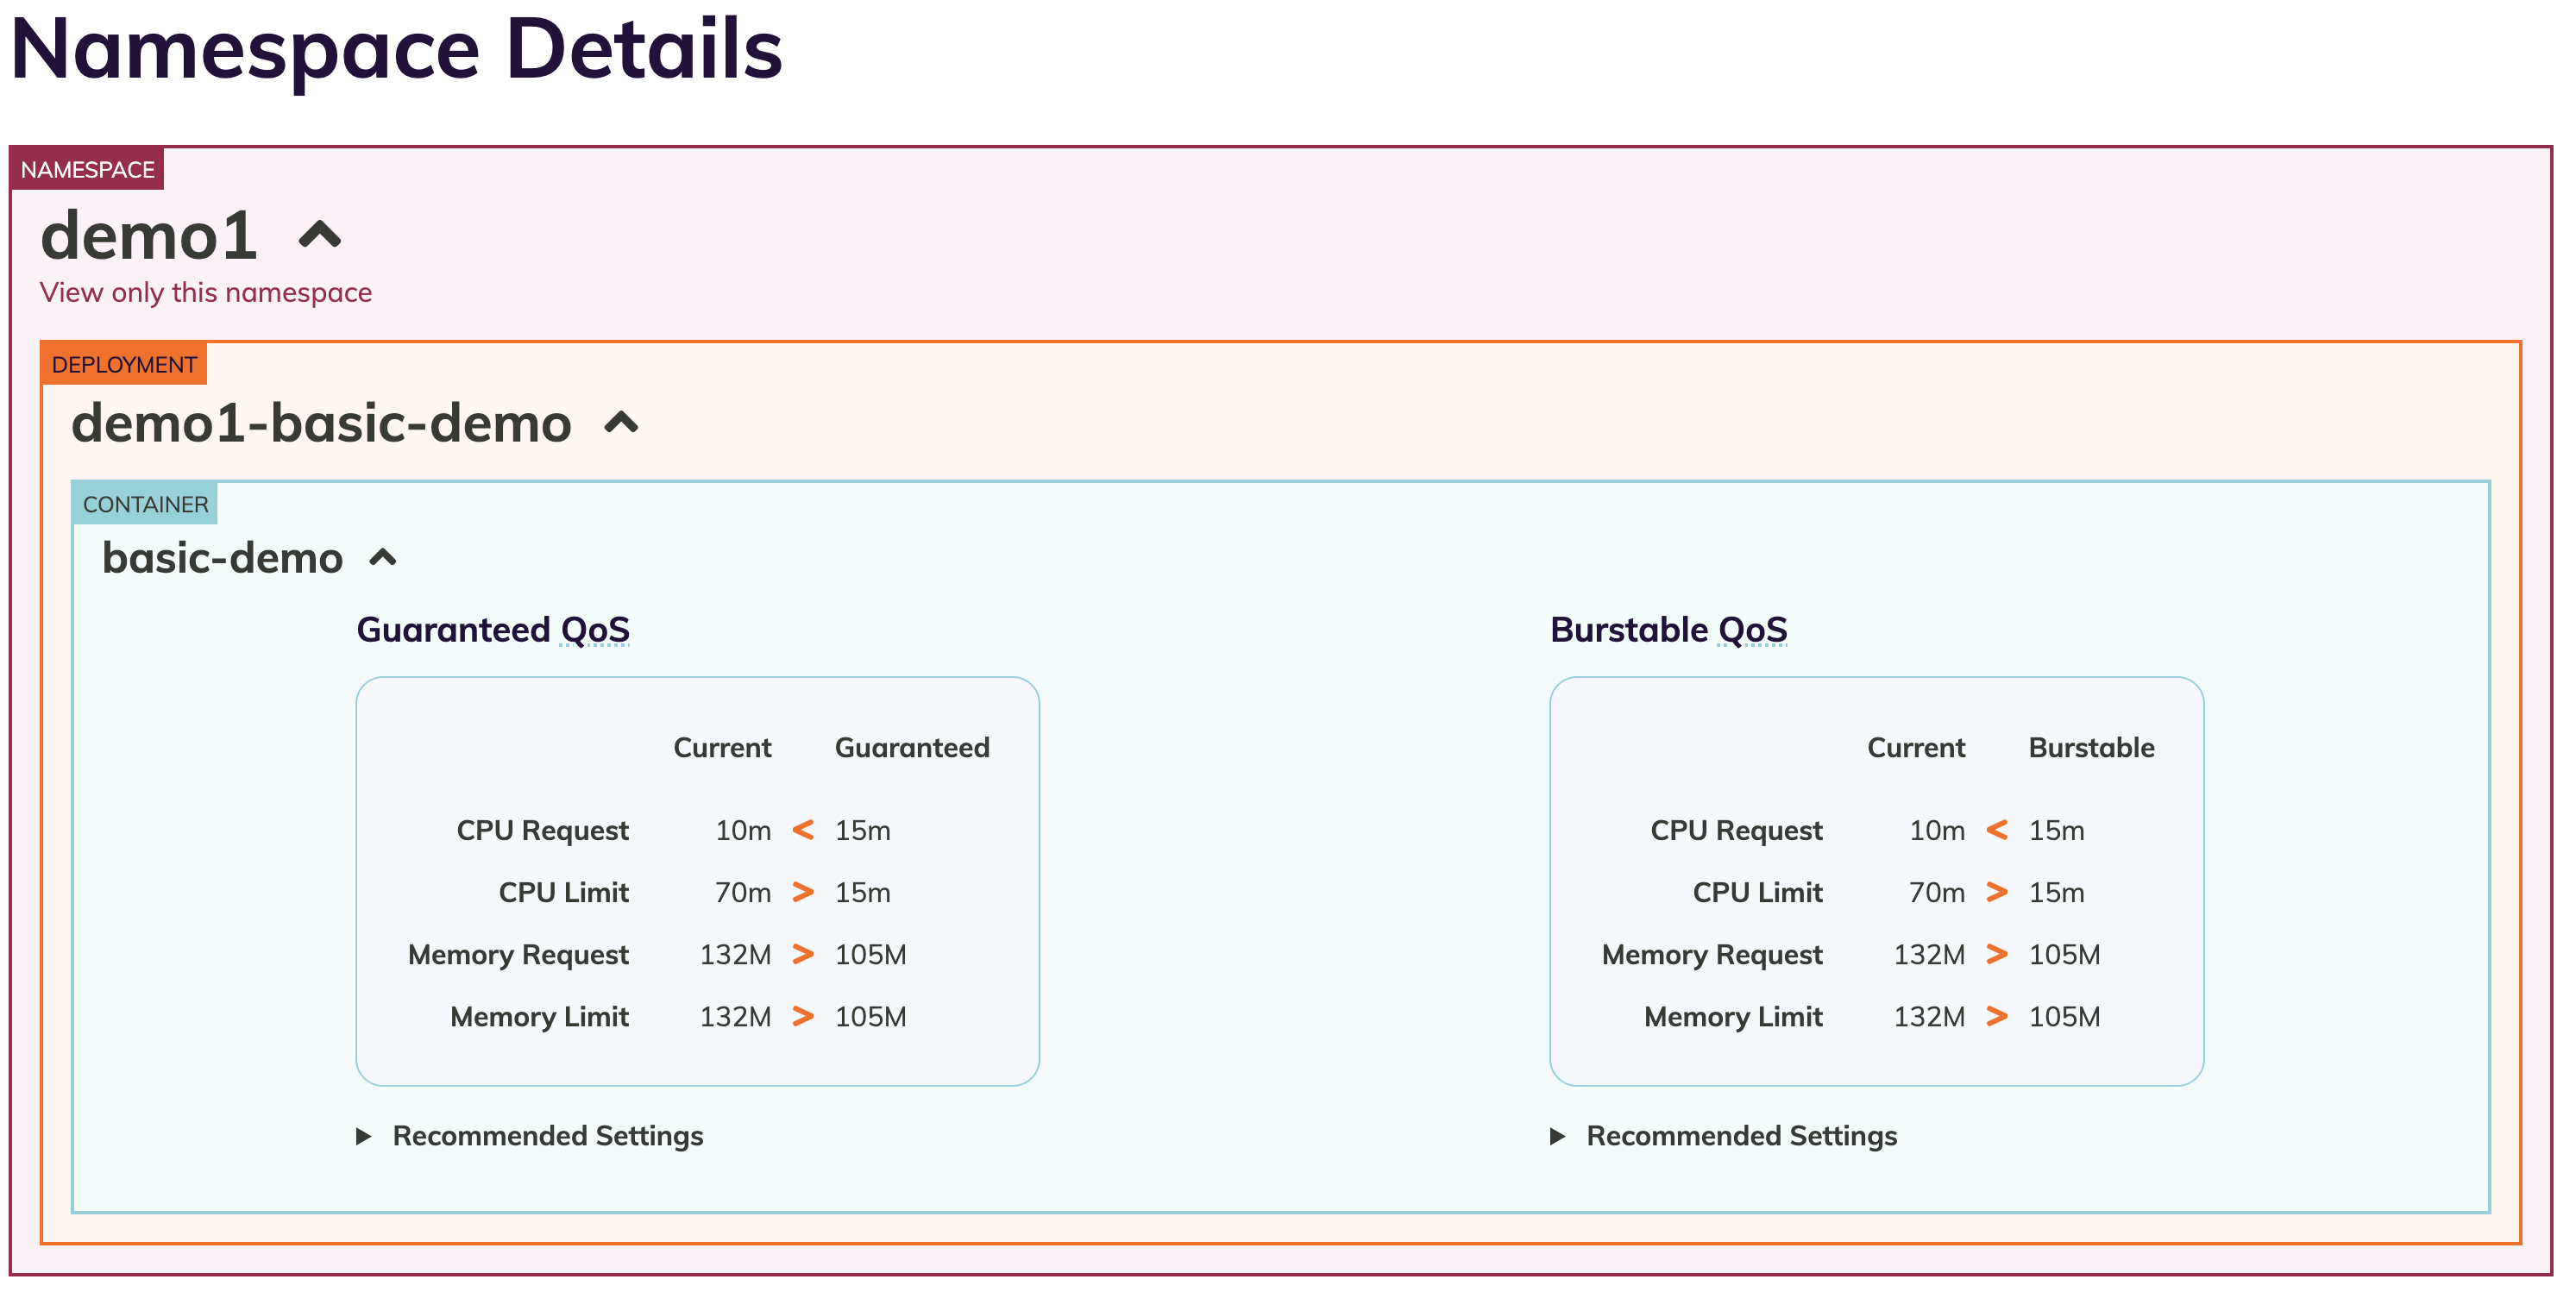 Namespace Details
NAMESPACE
demo1
View only this namespace
DEPLOYMENT
demo1-basic-demo
CONTAINER
basic-demo
Guaranteed QoS
Current Guaranteed
CPU Request 10m < 15m
CPU Limit 70m > 15m
Memory Request 132M > 105M
Memory Limit 132M > 105M
Recommended Settings
Burstable QoS
Current Burstable
CPU Request 10m < 15m
CPU Limit 70m > 15m
Memory Request 132M > 105M
Memory Limit 132M > 105M
Recommended Settings